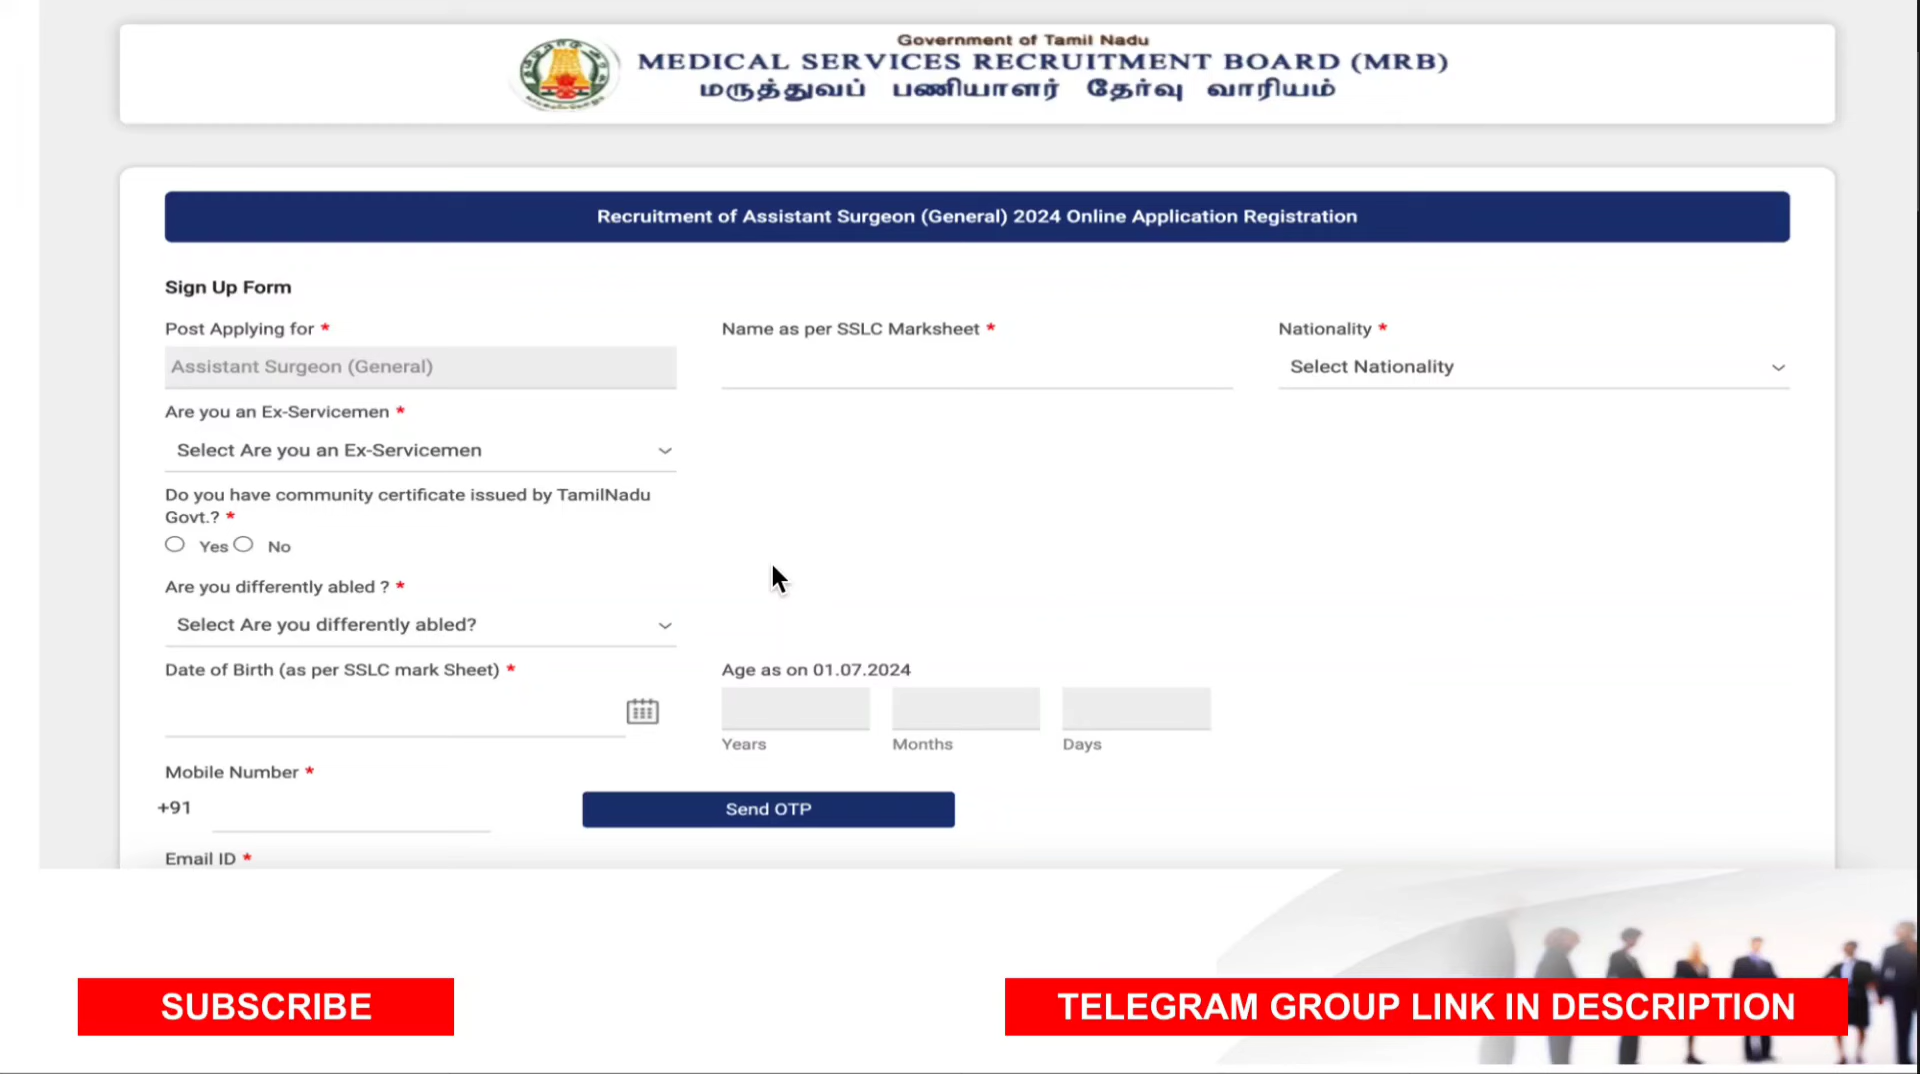 Government of Tamil Nadu
MEDICAL SERVICES RECRUITMENT BOARD (MRB)
மருத்துவப் பணியாளர் தேர்வு வாரியம்
Recruitment of Assistant Surgeon (General) 2024 Online Application Registration
Sign Up Form
Post Applying for * Name as per SSLC Marksheet * Nationality *
Assistant Surgeon (General) Select Nationality
Are you an Ex-Servicemen *
Select Are you an Ex-Servicemen
Do you have community certificate issued by TamilNadu
Govt.? *
Yes No
Are you differently abled ? *
Select Are you differently abled?
Date of Birth (as per SSLC mark Sheet) * Age as on 01.07.2024
Years Months Days
Mobile Number *
+91 Send OTP
Email ID *
SUBSCRIBE TELEGRAM GROUP LINK IN DESCRIPTION